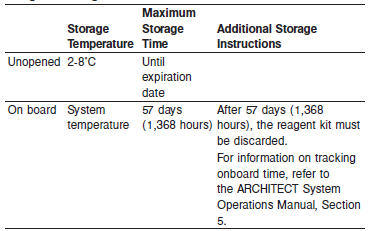 Maximum
Storage Storage Additional Storage
Temperature Time Instructions
Unopened 2-8°C Until
expiration
date
On board System 57 days After 57 days (1,368
temperature (1,368 hours) hours), the reagent kit must
be discarded.
For information on tracking
onboard time, refer to
the ARCHITECT System
Operations Manual, Section
5.